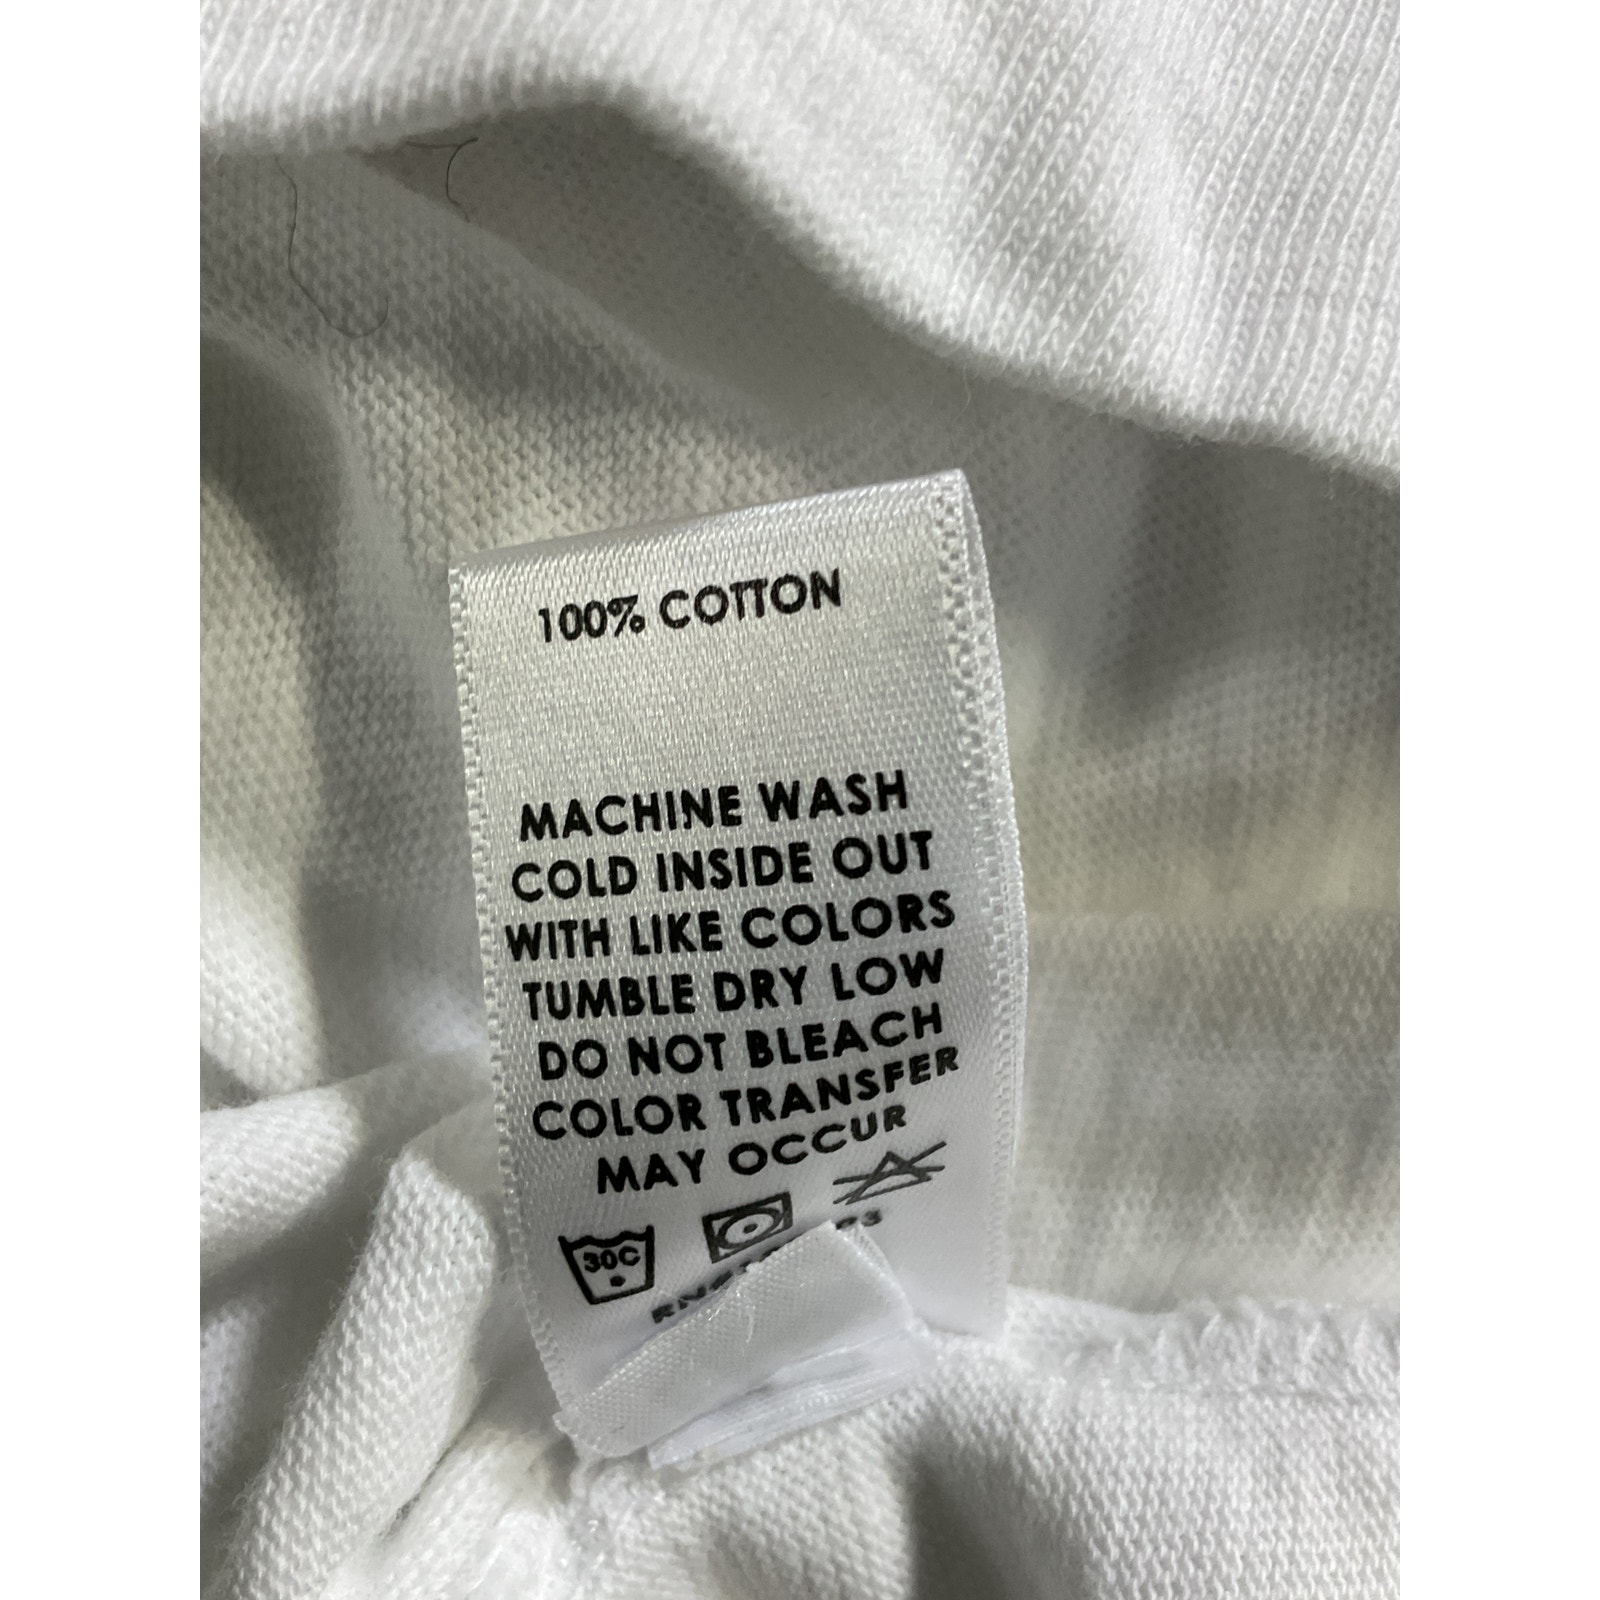 100% COTTON
MACHINE WASH
COLD INSIDE OUT
WITH LIKE COLORS
TUMBLE DRY LOW
DO NOT BLEACH
COLOR TRANSFER
MAY OCCUR
30C